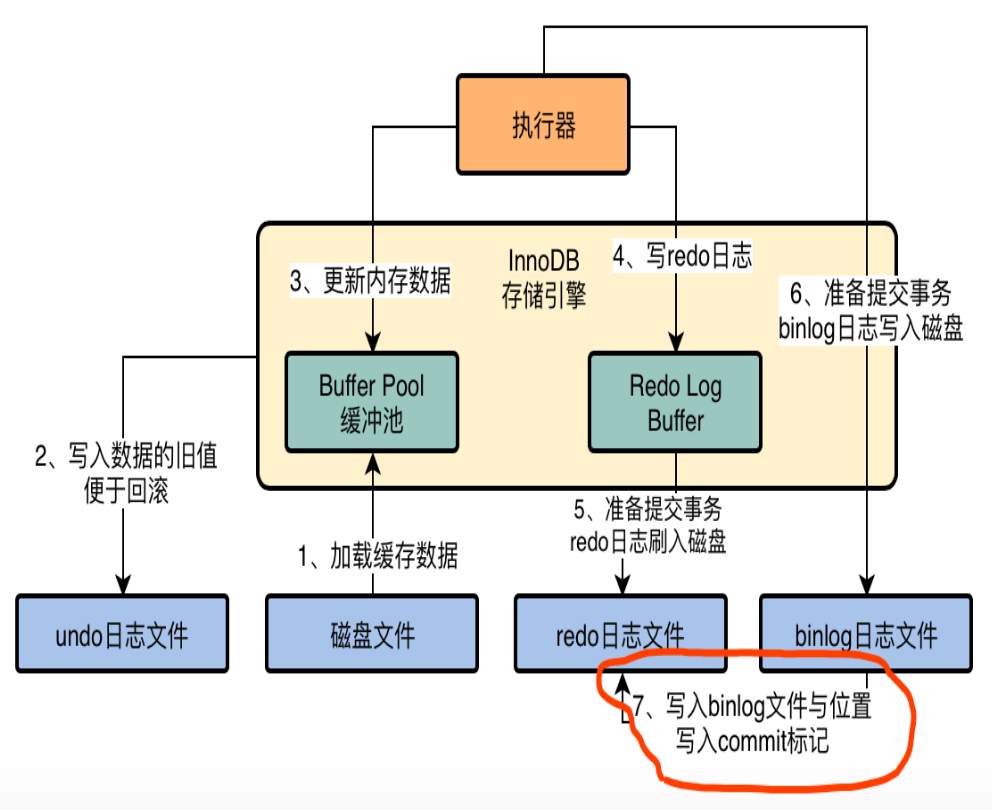 执行器
InnoDB
存储引擎
3、更新内存数据
4、写redo日志
6、准备提交事务
binlog日志写入磁盘
Buffer Pool
缓冲池
Redo Log
Buffer
2、写入数据的旧值
便于回滚
1、加载缓存数据
5、准备提交事务
redo日志刷入磁盘
undo日志文件
磁盘文件
redo日志文件
binlog日志文件
7、写入binlog文件与位置
写入commit标记